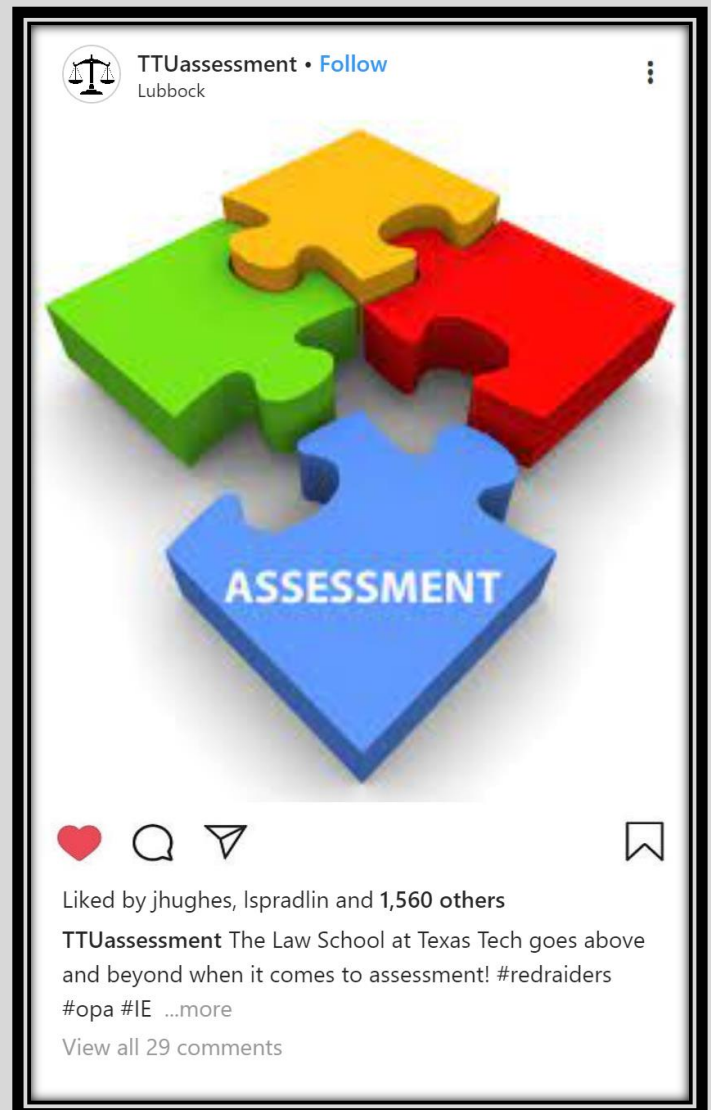 TTUassessment • Follow
Lubbock
ASSESSMENT
Liked by jhughes, lspradlin and 1,560 others
TTUassessment The Law School at Texas Tech goes above
and beyond when it comes to assessment! #redraiders
#opa #IE ...more
View all 29 comments